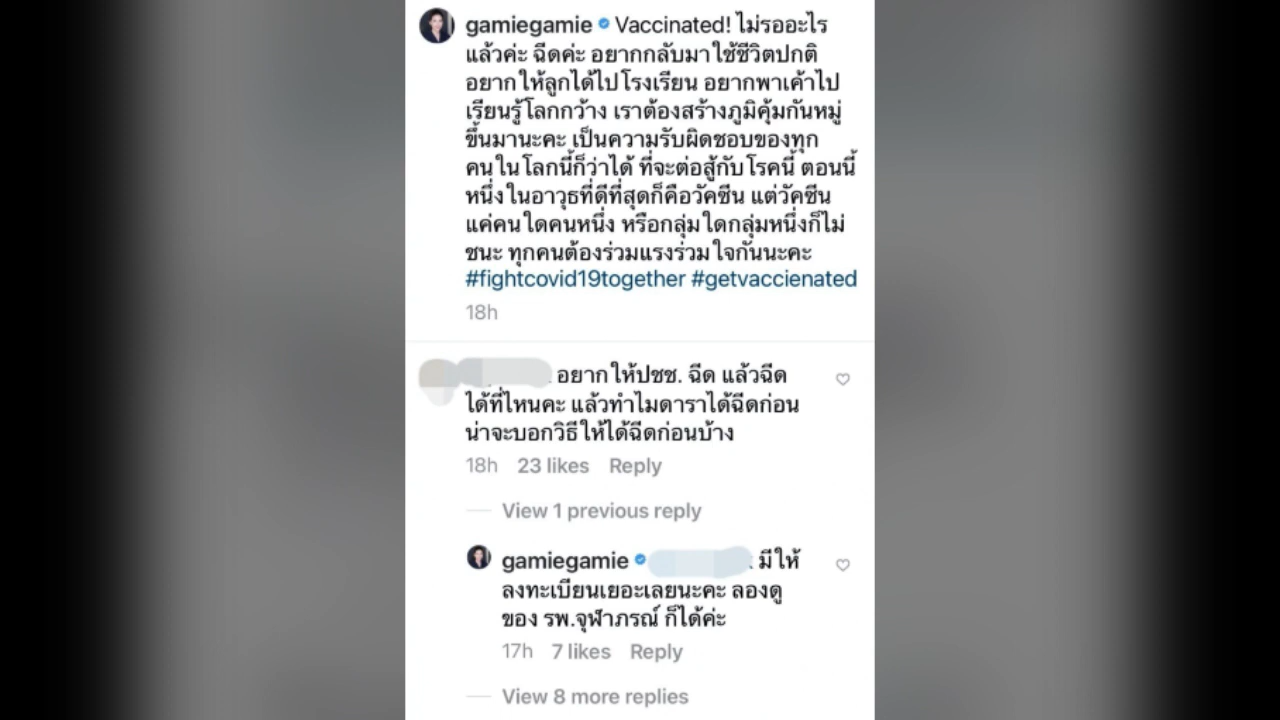 gamiegamie Vaccinated! ไม่รออะไร
แล้วค่ะ ฉีดค่ะ อยากกลับมาใช้ชีวิตปกติ
อยากให้ลูกได้ไปโรงเรียน อยากพาเค้าไป
เรียนรู้โลกกว้าง เราต้องสร้างภูมิคุ้มกันหมู่
ขึ้นมานะคะ เป็นความรับผิดชอบของทุก
คนในโลกนี้ก็ว่าได้ ที่จะต่อสู้กับโรคนี้ ตอนนี้
หนึ่งในอาวุธที่ดีที่สุดก็คือวัคซีน แต่วัคซีน
แค่คนใดคนหนึ่ง หรือกลุ่มใดกลุ่มหนึ่งก็ไม่
ชนะ ทุกคนต้องร่วมแรงร่วมใจกันนะคะ
#fightcovid19together #getvaccienated
18h
อยากให้ปชช. ฉีด แล้วฉีด
ได้ที่ไหนคะ แล้วทำไมดาราได้ฉีดก่อน
น่าจะบอกวิธีให้ได้ฉีดก่อนบ้าง
18h 23 likes Reply
View 1 previous reply
gamiegamie มีให้
ลงทะเบียนเยอะเลยนะคะ ลองดู
ของ รพ.จุฬาภรณ์ ก็ได้ค่ะ
17h 7 likes Reply
View 8 more replies